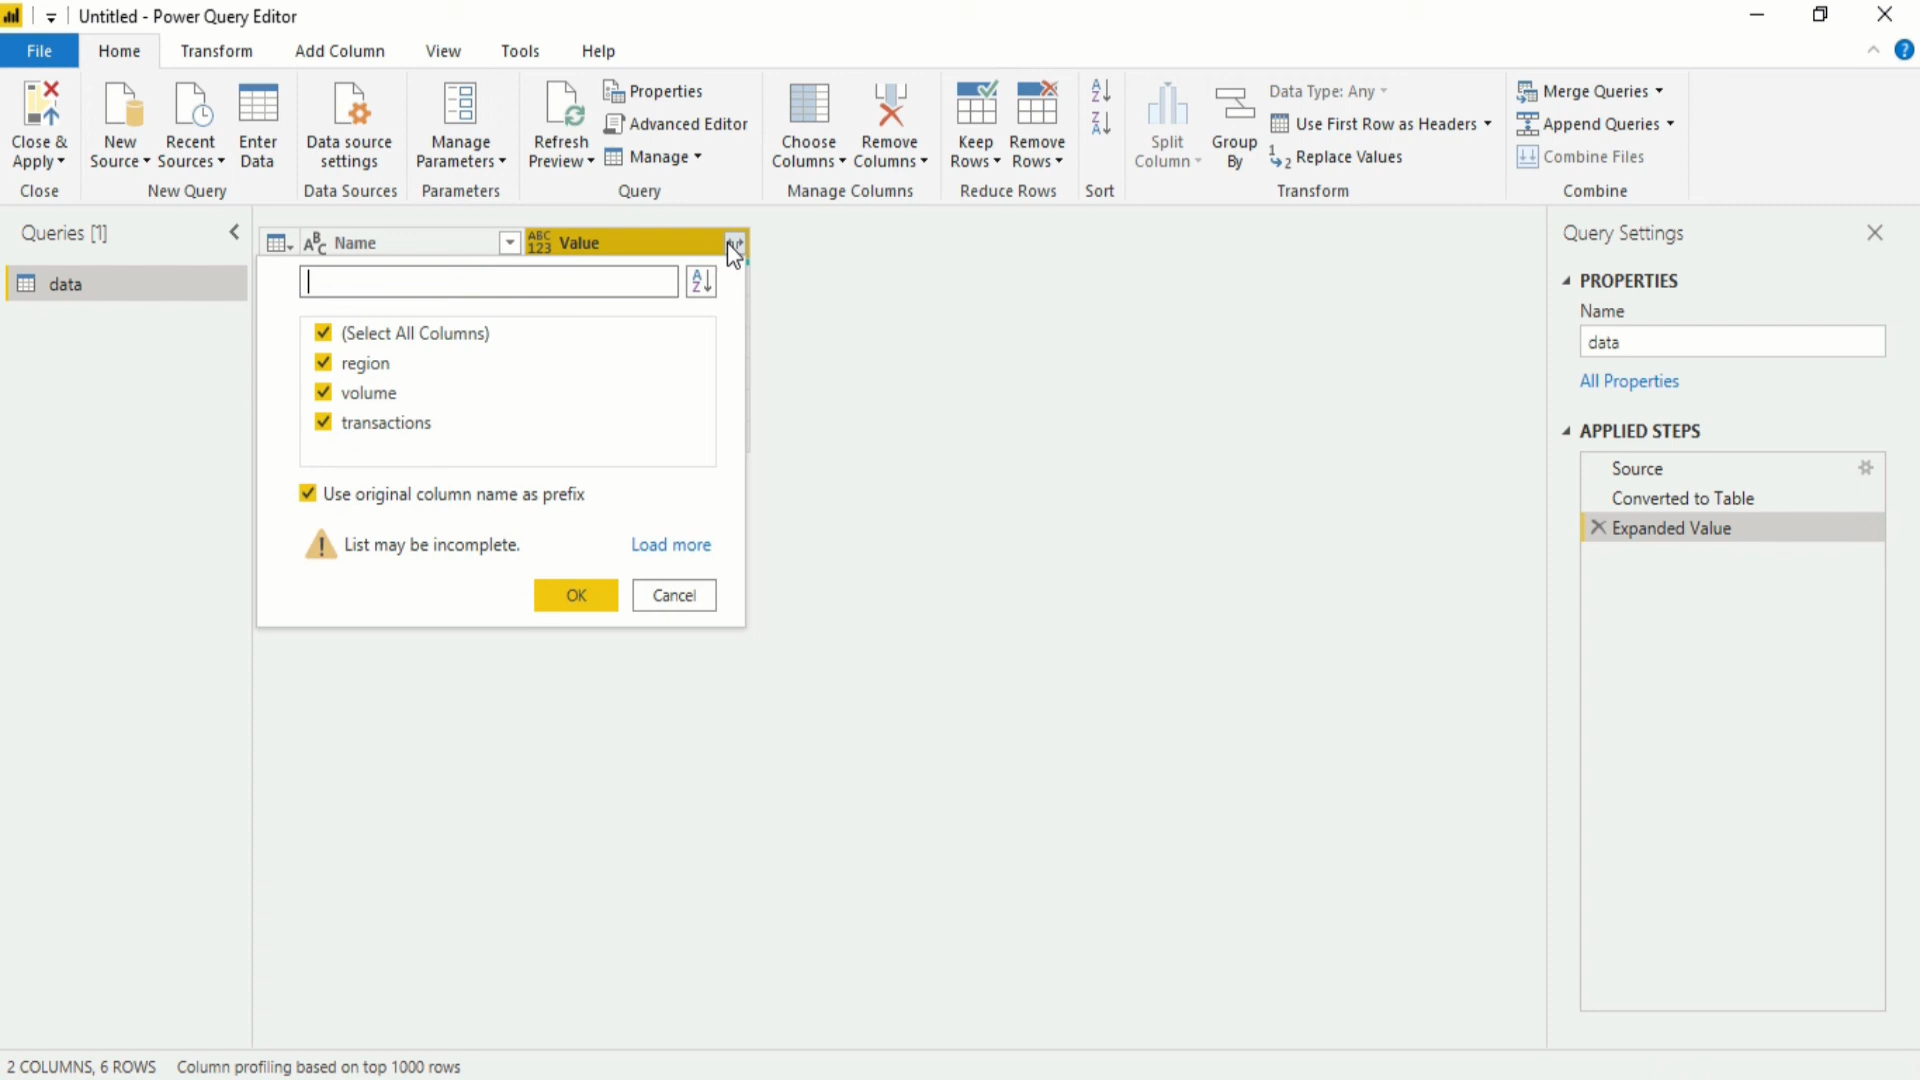 Untitled - Power Query Editor
File Home Transform Add Column View Tools Help
Close & Apply
New Source
Recent Sources
Enter Data
Data source settings
Manage Parameters
Refresh Preview
Properties
Advanced Editor
Manage
Choose Columns
Remove Columns
Keep Rows
Remove Rows
A Z
Z A
Split Column
Group By
Data Type: Any
Use First Row as Headers
1 2 Replace Values
Merge Queries
Append Queries
Combine Files
Close New Query Data Sources Parameters Query Manage Columns Reduce Rows Sort Transform Combine
Queries [1]
data
ABC Name
ABC 123 Value
A Z
(Select All Columns)
region
volume
transactions
Use original column name as prefix
List may be incomplete. Load more
OK Cancel
Query Settings
PROPERTIES
Name
data
All Properties
APPLIED STEPS
Source
Converted to Table
Expanded Value
2 COLUMNS, 6 ROWS Column profiling based on top 1000 rows